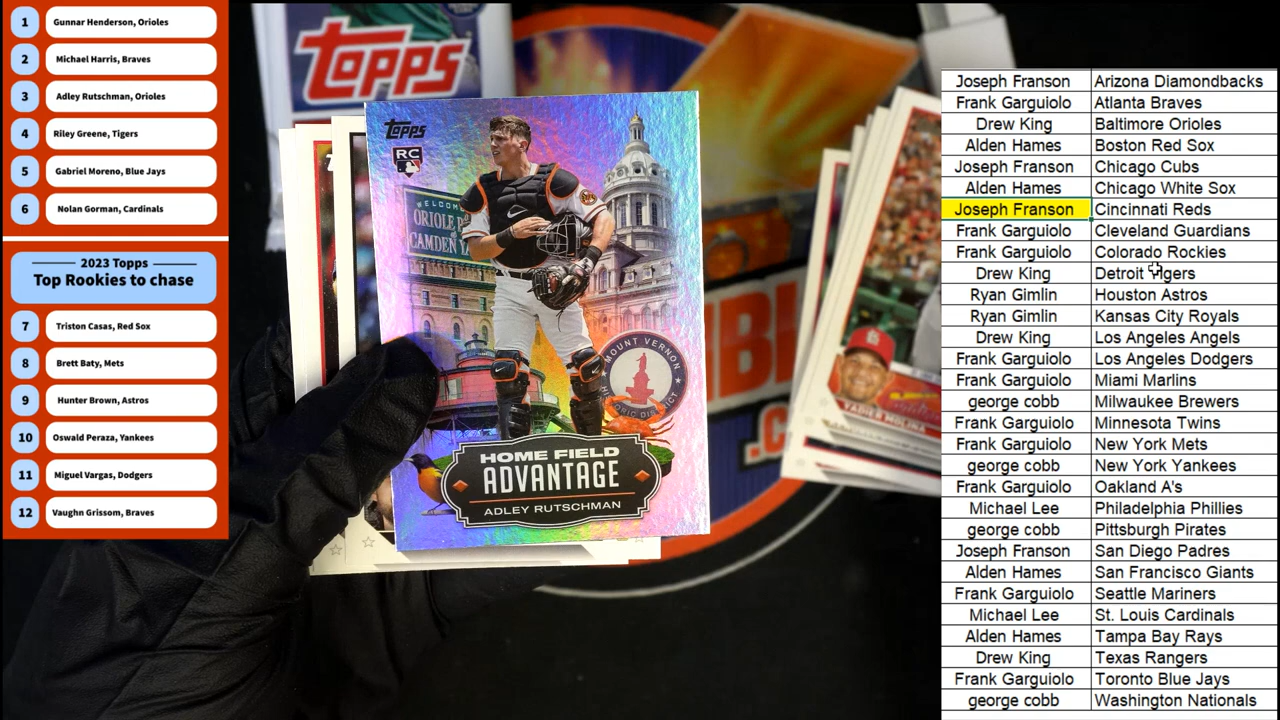 1 Gunnar Henderson, Orioles
2 Michael Harris, Braves
3 Adley Rutschman, Orioles
4 Riley Greene, Tigers
5 Gabriel Moreno, Blue Jays
6 Nolan Gorman, Cardinals
2023 Topps
Top Rookies to chase
7 Triston Casas, Red Sox
8 Brett Baty, Mets
9 Hunter Brown, Astros
10 Oswald Peraza, Yankees
11 Miguel Vargas, Dodgers
12 Vaughn Grissom, Braves
TOPPS
TOPPS
RC
WELCOM
ORIOLE P
CAMDEN YA
MOUNT VERNON
HOME FIELD
ADVANTAGE
ADLEY RUTSCHMAN
.C
Joseph Franson Arizona Diamondbacks
Frank Garguiolo Atlanta Braves
Drew King Baltimore Orioles
Alden Hames Boston Red Sox
Joseph Franson Chicago Cubs
Alden Hames Chicago White Sox
Joseph Franson Cincinnati Reds
Frank Garguiolo Cleveland Guardians
Frank Garguiolo Colorado Rockies
Drew King Detroit Tigers
Ryan Gimlin Houston Astros
Ryan Gimlin Kansas City Royals
Drew King Los Angeles Angels
Frank Garguiolo Los Angeles Dodgers
Frank Garguiolo Miami Marlins
george cobb Milwaukee Brewers
Frank Garguiolo Minnesota Twins
Frank Garguiolo New York Mets
george cobb New York Yankees
Frank Garguiolo Oakland A's
Michael Lee Philadelphia Phillies
george cobb Pittsburgh Pirates
Joseph Franson San Diego Padres
Alden Hames San Francisco Giants
Frank Garguiolo Seattle Mariners
Michael Lee St. Louis Cardinals
Alden Hames Tampa Bay Rays
Drew King Texas Rangers
Frank Garguiolo Toronto Blue Jays
george cobb Washington Nationals